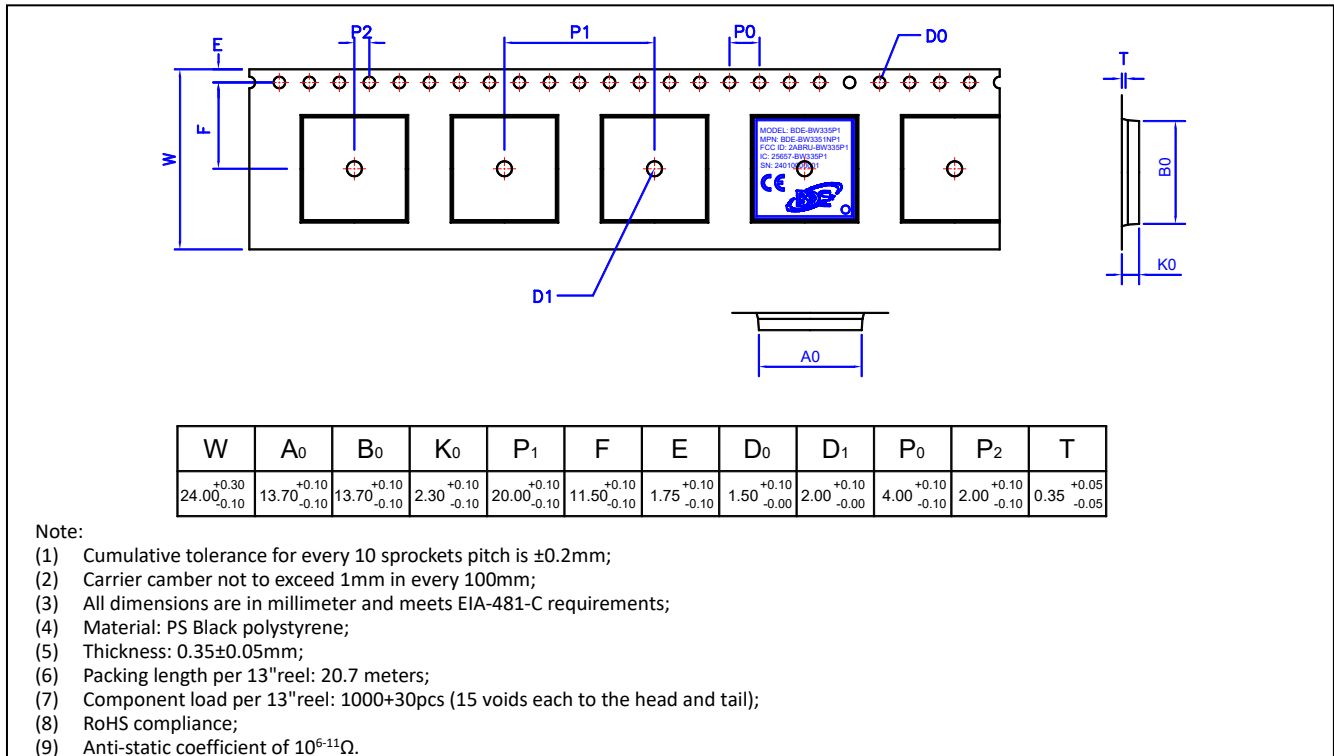 P2
P1
P0
D0
E
T
F
W
MODEL: BDE-BW335P1
MPN: BDE-BW3351NP1
FCC ID: 2ABRU-BW335P1
IC: 25657-BW335P1
CE
BDE
B0
K0
D1
A0
W A0 B0 K0 P1 F E D0 D1 P0 P2 T
24.00 +0.30 -0.10 13.70 +0.10 -0.10 13.70 +0.10 -0.10 2.30 +0.10 -0.10 20.00 +0.10 -0.10 11.50 +0.10 -0.10 1.75 +0.10 -0.10 1.50 +0.10 -0.00 2.00 +0.10 -0.00 4.00 +0.10 -0.10 2.00 +0.10 -0.10 0.35 +0.05 -0.05
Note:
(1) Cumulative tolerance for every 10 sprockets pitch is ±0.2mm;
(2) Carrier camber not to exceed 1mm in every 100mm;
(3) All dimensions are in millimeter and meets EIA-481-C requirements;
(4) Material: PS Black polystyrene;
(5) Thickness: 0.35±0.05mm;
(6) Packing length per 13"reel: 20.7 meters;
(7) Component load per 13"reel: 1000+30pcs (15 voids each to the head and tail);
(8) RoHS compliance;
(9) Anti-static coefficient of 10⁶⁻¹¹Ω.